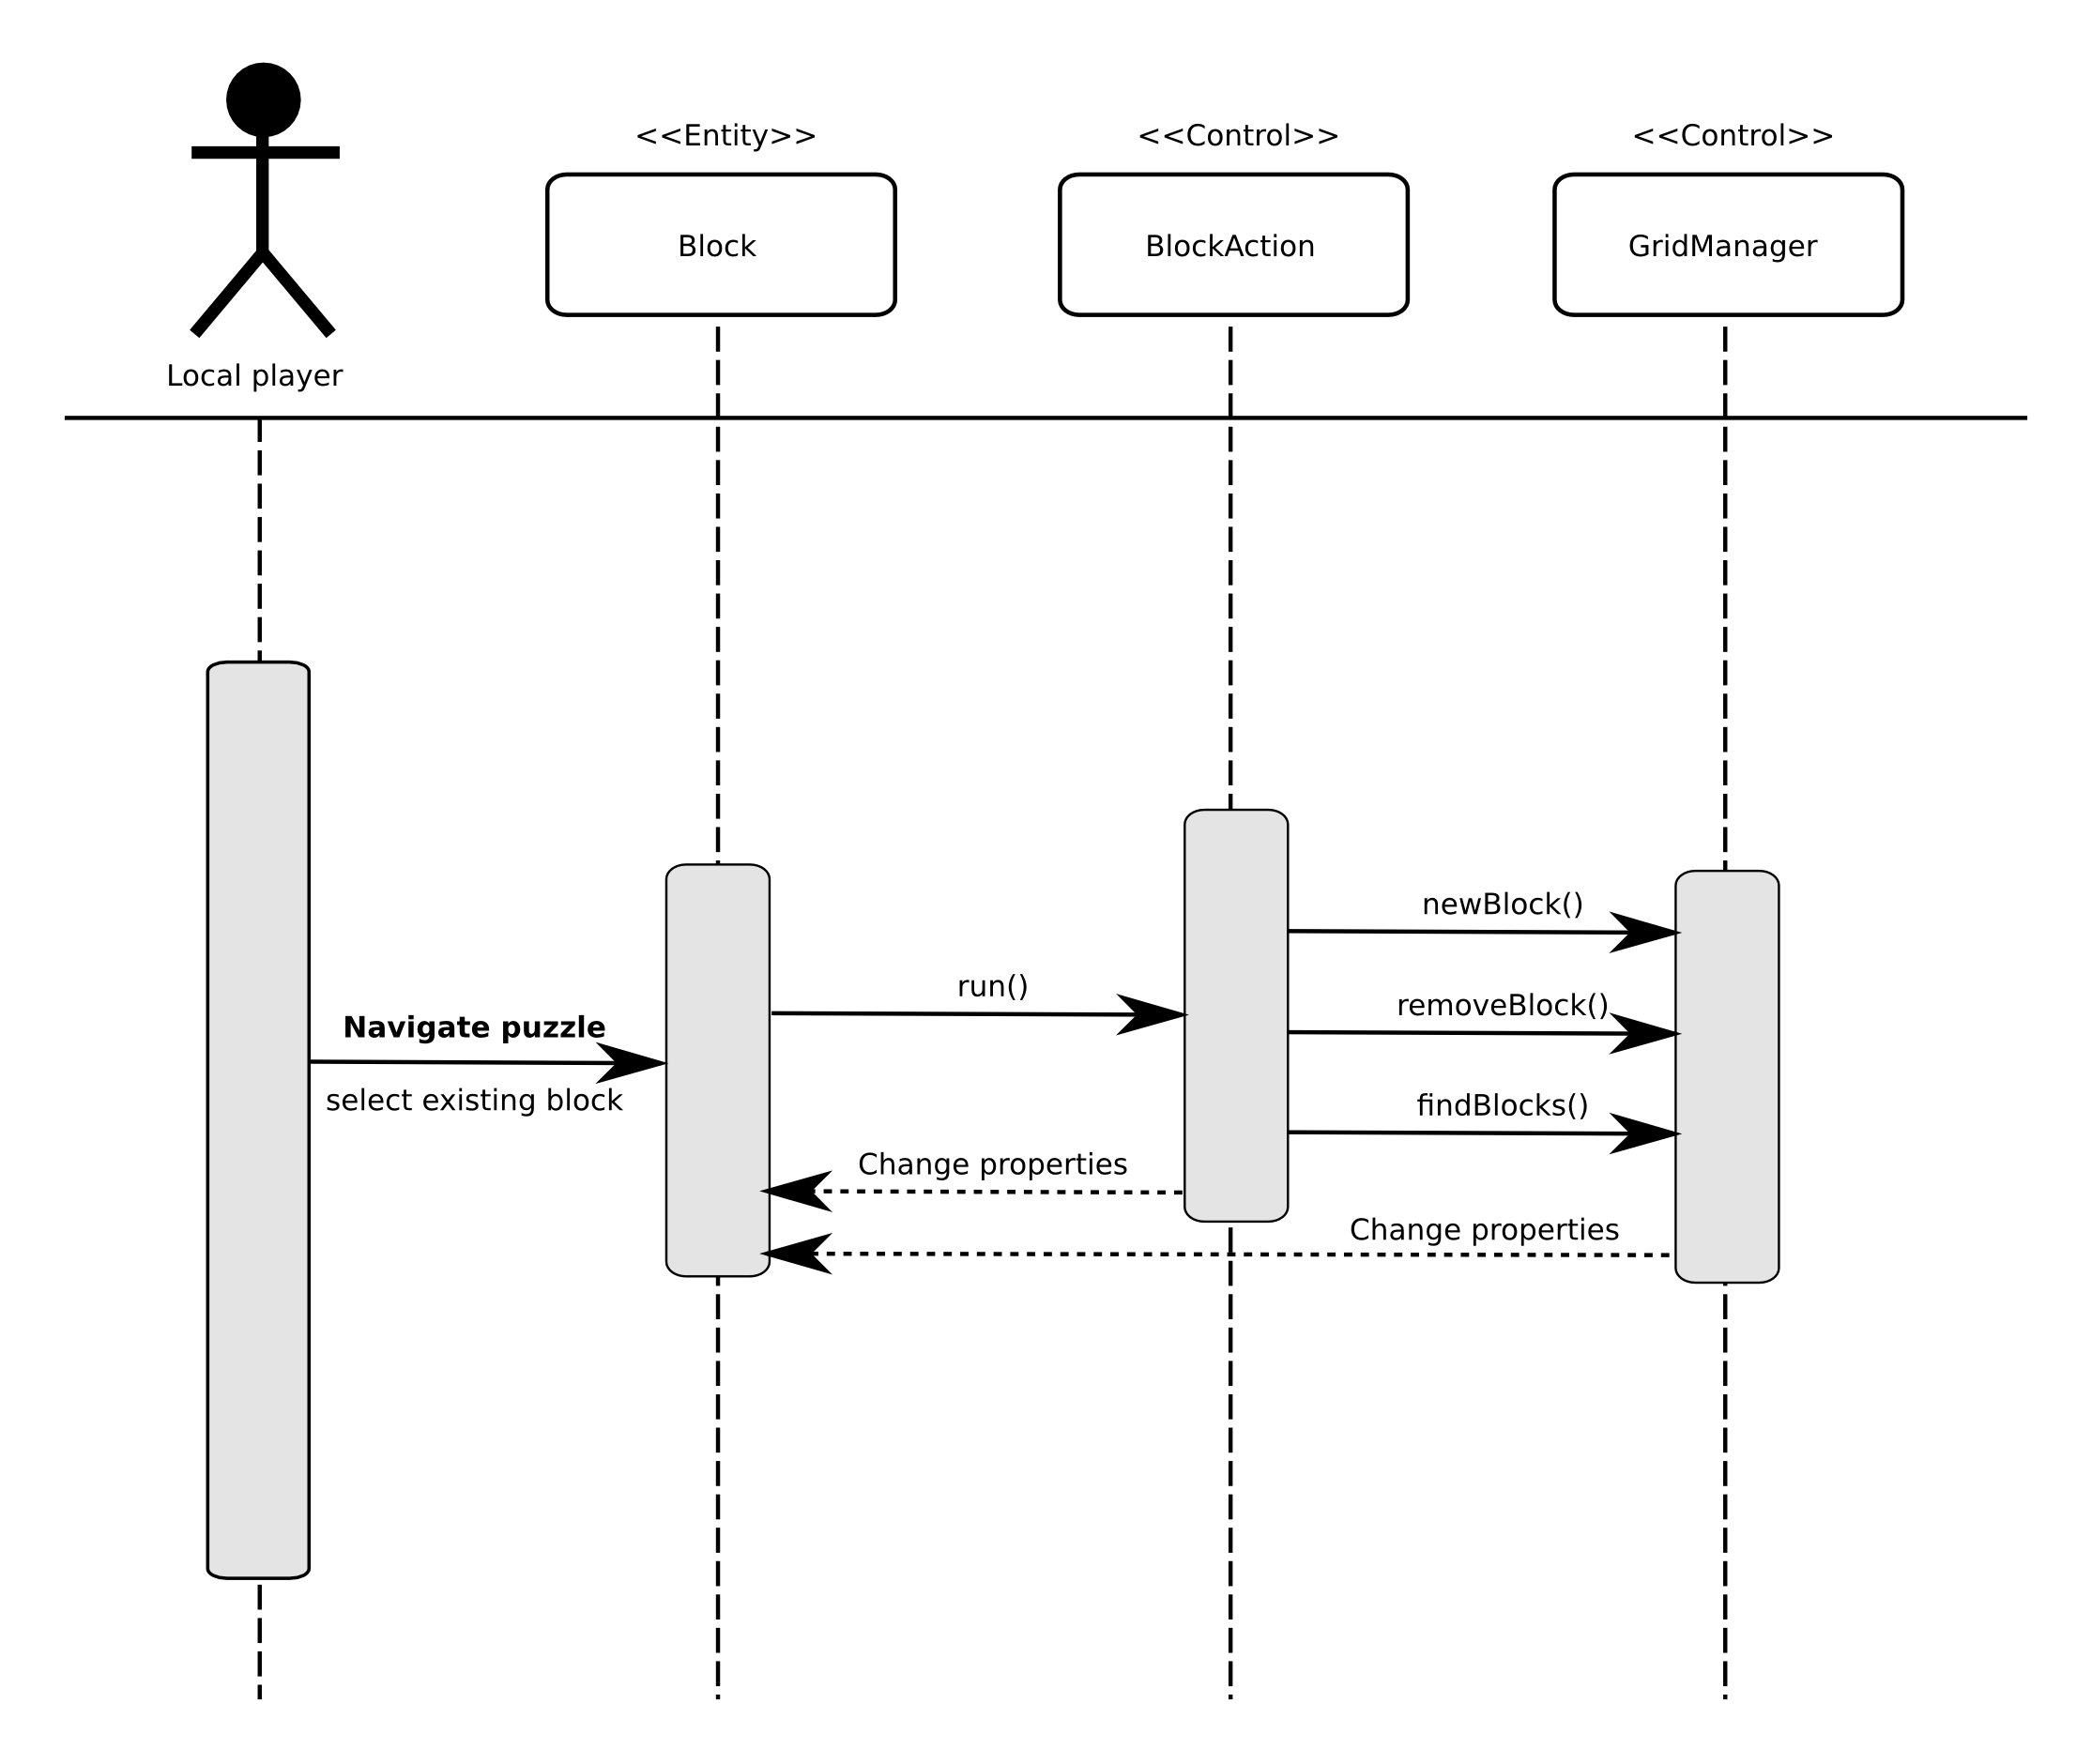 <<Entity>>
<<Control>>
<<Control>>
Block
BlockAction
GridManager
Local player
newBlock()
run()
removeBlock()
Navigate puzzle
select existing block
findBlocks()
Change properties
Change properties